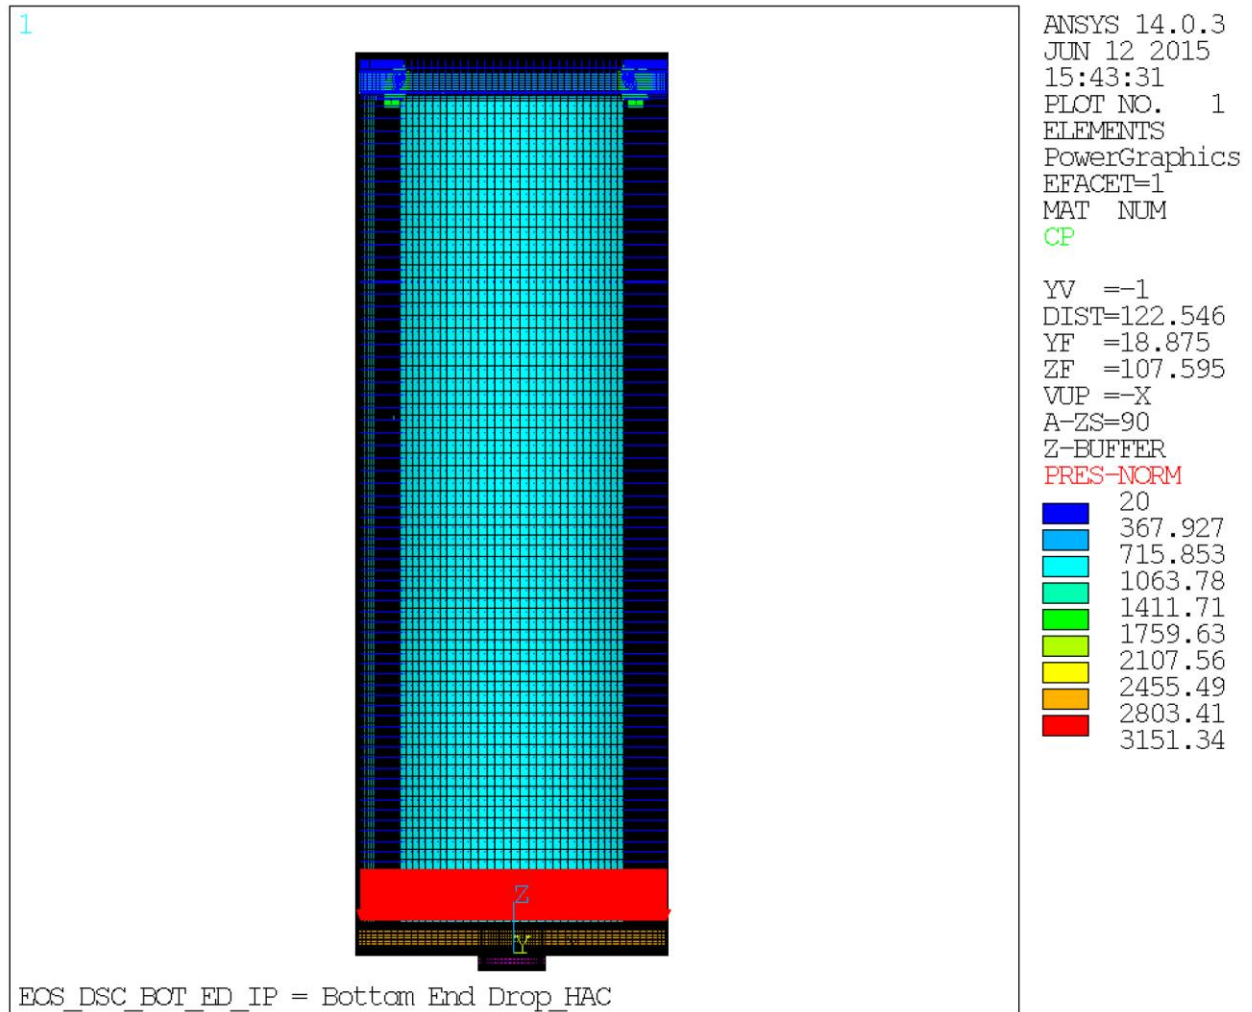 1
ANSYS 14.0.3
JUN 12 2015
15:43:31
PLOT NO.   1
ELEMENTS
PowerGraphics
EFACET=1
MAT  NUM
CP
YV  =-1
DIST=122.546
YF  =18.875
ZF  =107.595
VUP =-X
A-ZS=90
Z-BUFFER
PRES-NORM
20
367.927
715.853
1063.78
1411.71
1759.63
2107.56
2455.49
2803.41
3151.34
Z
Y
EOS_DSC_BOT_ED_IP = Bottom End Drop_HAC